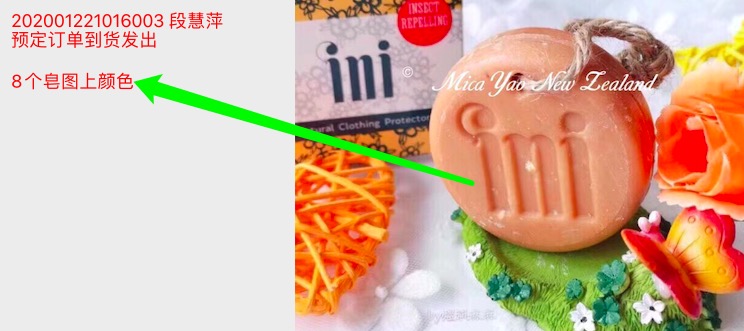 202001221016003 段慧萍
预定订单到货发出
8个皂图上颜色
INSECT
REPELLING
ini
©
Mica Yao New Zealand
tural Clothing Protector
ini